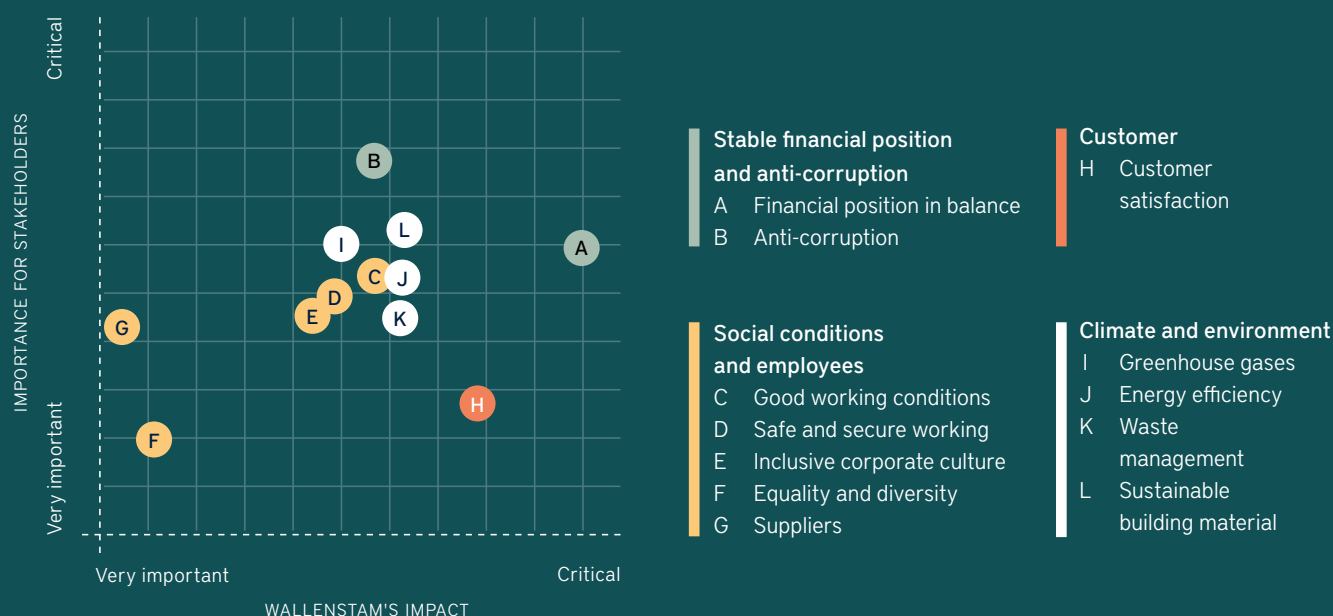 Critical
IMPORTANCE FOR STAKEHOLDERS
Very important
B
L
I
A
C
J
D
E
K
G
H
F
Very important
Critical
WALLENSTAM'S IMPACT
Stable financial position
and anti-corruption
A Financial position in balance
B Anti-corruption
Customer
H Customer
satisfaction
Social conditions
and employees
C Good working conditions
D Safe and secure working
E Inclusive corporate culture
F Equality and diversity
G Suppliers
Climate and environment
I Greenhouse gases
J Energy efficiency
K Waste
management
L Sustainable
building material